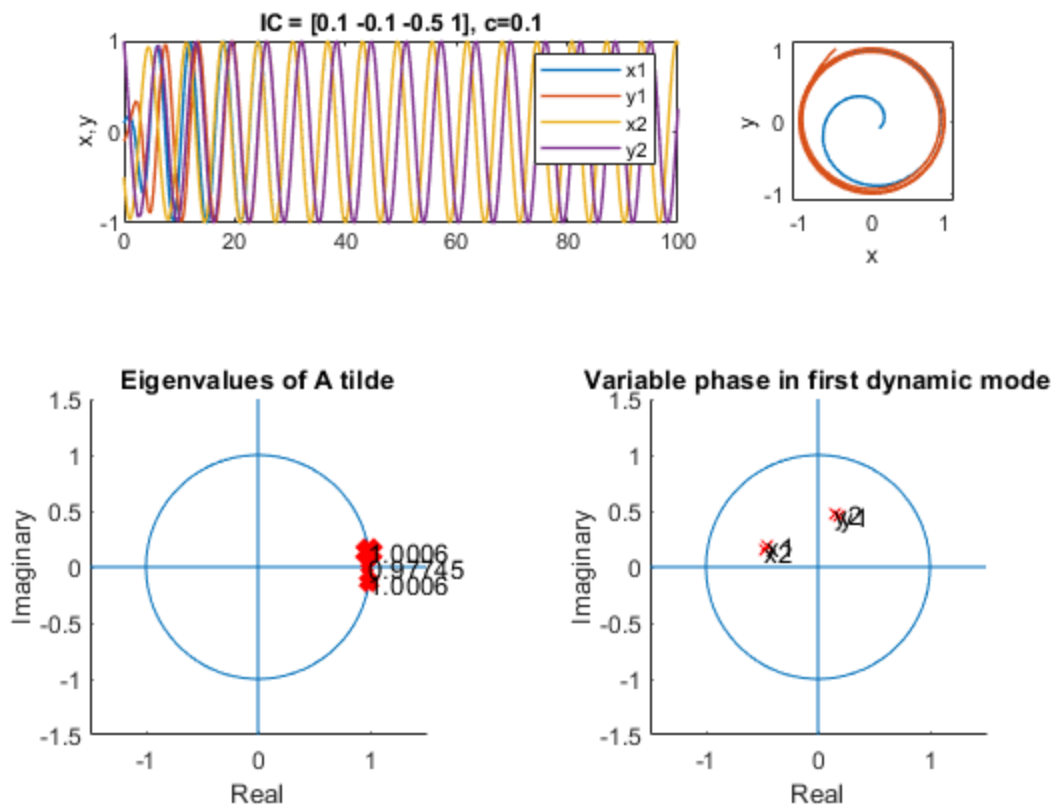 IC = [0.1 -0.1 -0.5 1], c=0.1
1
0
-1
x,y
0
20
40
60
80
100
x1
y1
x2
y2
1
0
-1
y
-1
0
1
x
Eigenvalues of A tilde
1.5
1
0.5
0
-0.5
-1
-1.5
Imaginary
1.0006
0.97745
1.0006
-1
0
1
Real
Variable phase in first dynamic mode
1.5
1
0.5
0
-0.5
-1
-1.5
Imaginary
y2
y1
x1
x2
-1
0
1
Real